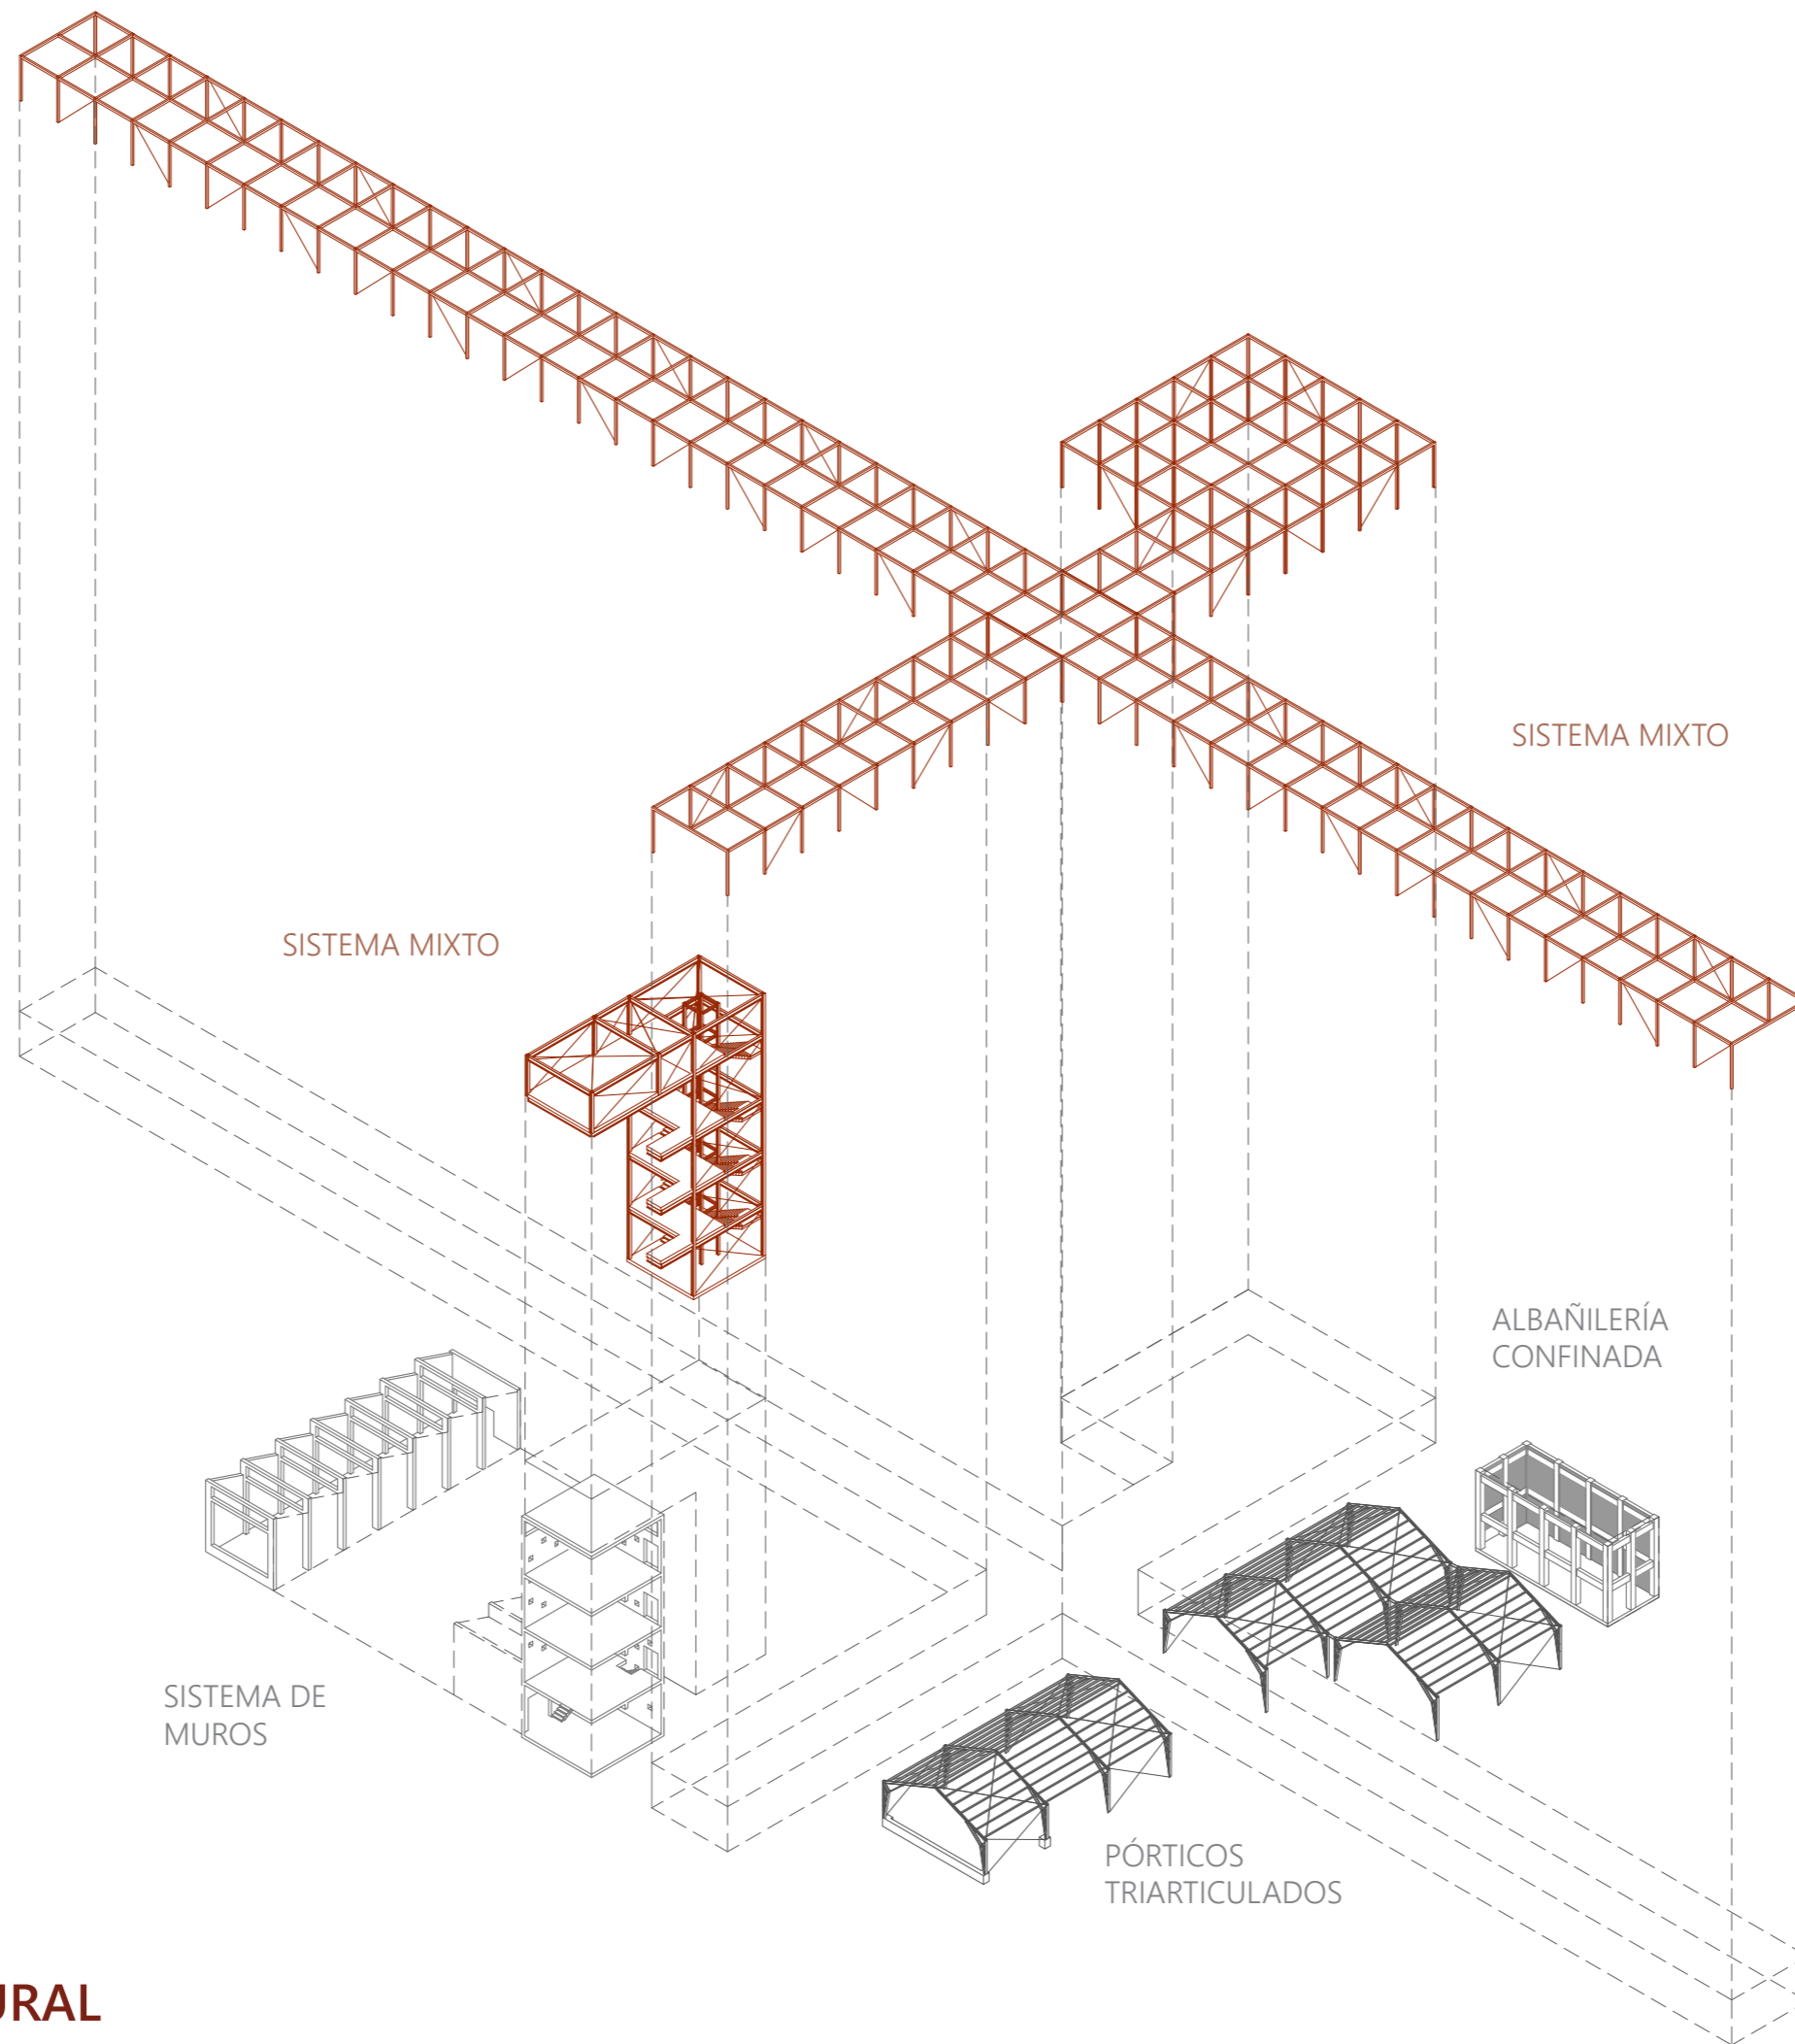 SISTEMA MIXTO
SISTEMA MIXTO
ALBAÑILERÍA
CONFINADA
SISTEMA DE
MUROS
PÓRTICOS
TRIARTICULADOS
URAL